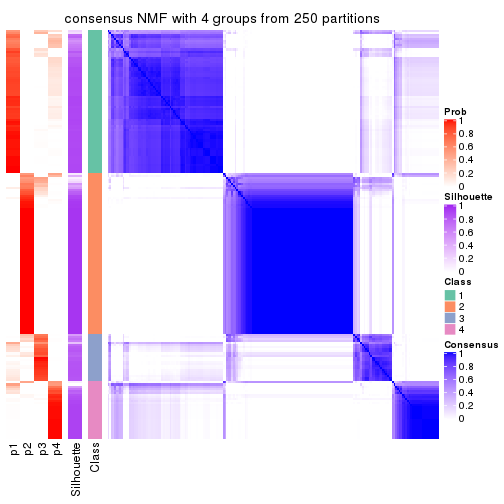 consensus NMF with 4 groups from 250 partitions
Prob
1
0.8
0.6
0.4
0.2
0
Silhouette
1
0.8
0.6
0.4
0.2
0
Class
1
2
3
4
Consensus
1
0.8
0.6
0.4
0.2
0
p1
p2
p3
p4
Silhouette
Class